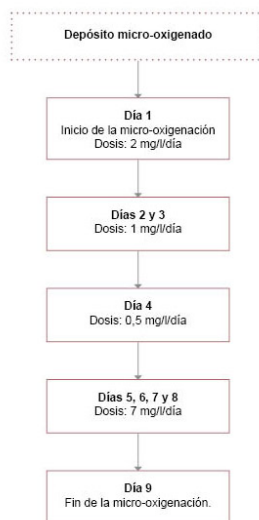 Depósito micro-oxigenado
Día 1
Inicio de la micro-oxigenación
Dosis: 2 mg/l/día
Días 2 y 3
Dosis: 1 mg/l/día
Día 4
Dosis: 0,5 mg/l/día
Días 5, 6, 7 y 8
Dosis: 7 mg/l/día
Día 9
Fin de la micro-oxigenación.